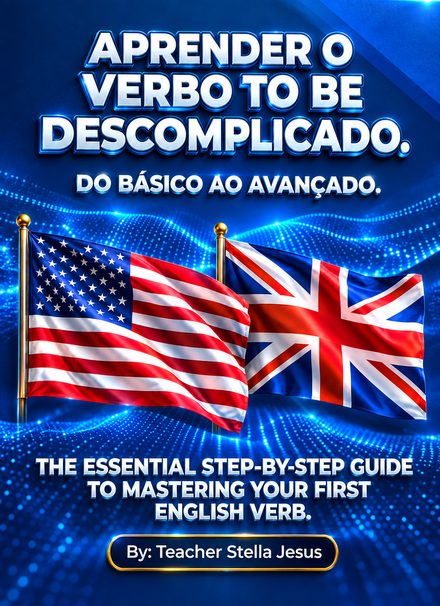 APRENDER O
VERBO TO BE
DESCOMPLICADO.
DO BÁSICO AO AVANÇADO.
THE ESSENTIAL STEP-BY-STEP GUIDE
TO MASTERING YOUR FIRST
ENGLISH VERB.
By: Teacher Stella Jesus